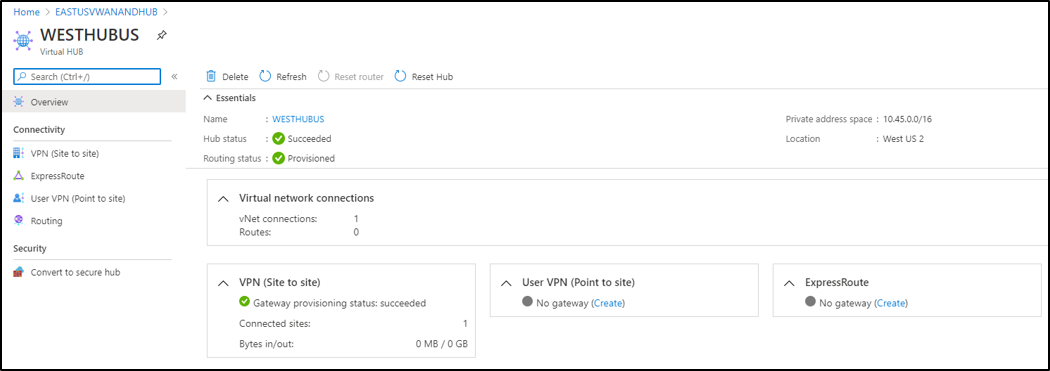 Home > EASTUSVWANANDHUB >
WESTHUBUS
Virtual HUB
Search (Ctrl+/)
«
Delete Refresh Reset router Reset Hub
Overview
Connectivity
VPN (Site to site)
ExpressRoute
User VPN (Point to site)
Routing
Security
Convert to secure hub
Essentials
Name : WESTHUBUS
Hub status : Succeeded
Routing status : Provisioned
Private address space : 10.45.0.0/16
Location : West US 2
Virtual network connections
vNet connections: 1
Routes: 0
VPN (Site to site)
Gateway provisioning status: succeeded
Connected sites: 1
Bytes in/out: 0 MB / 0 GB
User VPN (Point to site)
No gateway (Create)
ExpressRoute
No gateway (Create)